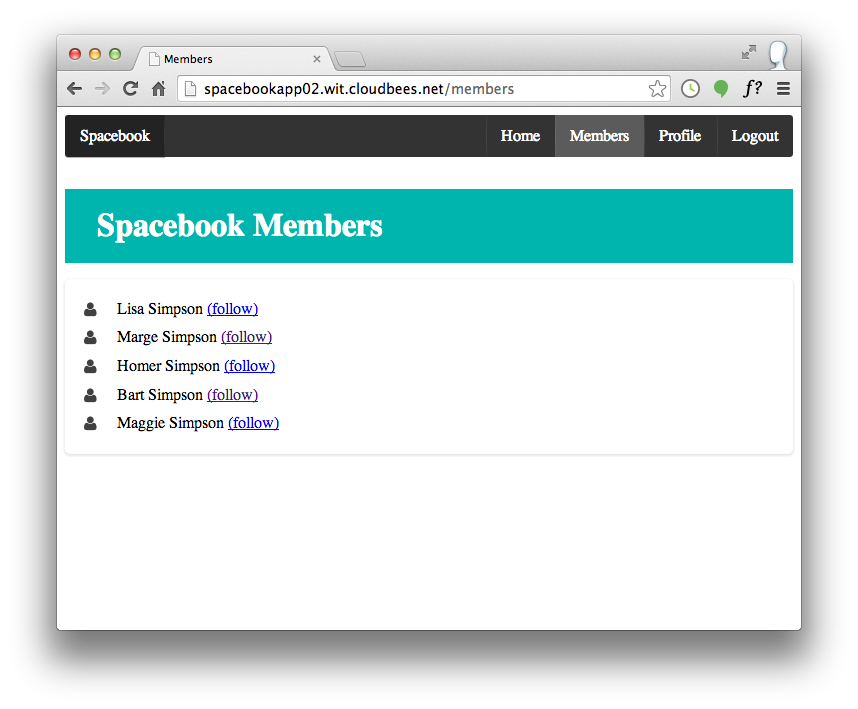 Members
spacebookapp02.wit.cloudbees.net/members
f?
Spacebook Home Members Profile Logout
Spacebook Members
Lisa Simpson (follow)
Marge Simpson (follow)
Homer Simpson (follow)
Bart Simpson (follow)
Maggie Simpson (follow)